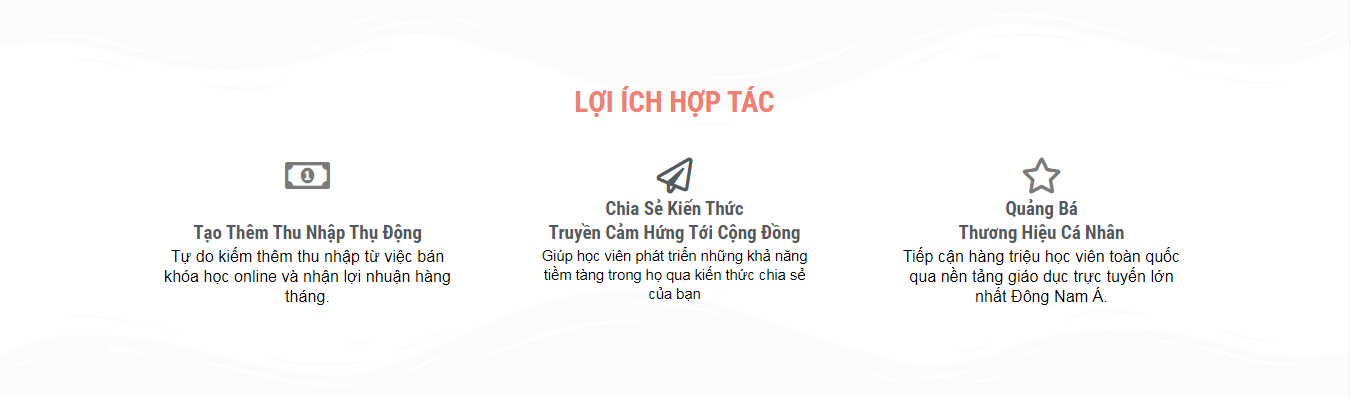 LỢI ÍCH HỢP TÁC
1
Tạo Thêm Thu Nhập Thụ Động
Tự do kiếm thêm thu nhập từ việc bán
khóa học online và nhận lợi nhuận hàng
tháng.
Chia Sẻ Kiến Thức
Truyền Cảm Hứng Tới Cộng Đồng
Giúp học viên phát triển những khả năng
tiềm tàng trong họ qua kiến thức chia sẻ
của bạn
Quảng Bá
Thương Hiệu Cá Nhân
Tiếp cận hàng triệu học viên toàn quốc
qua nền tảng giáo dục trực tuyến lớn
nhất Đông Nam Á.